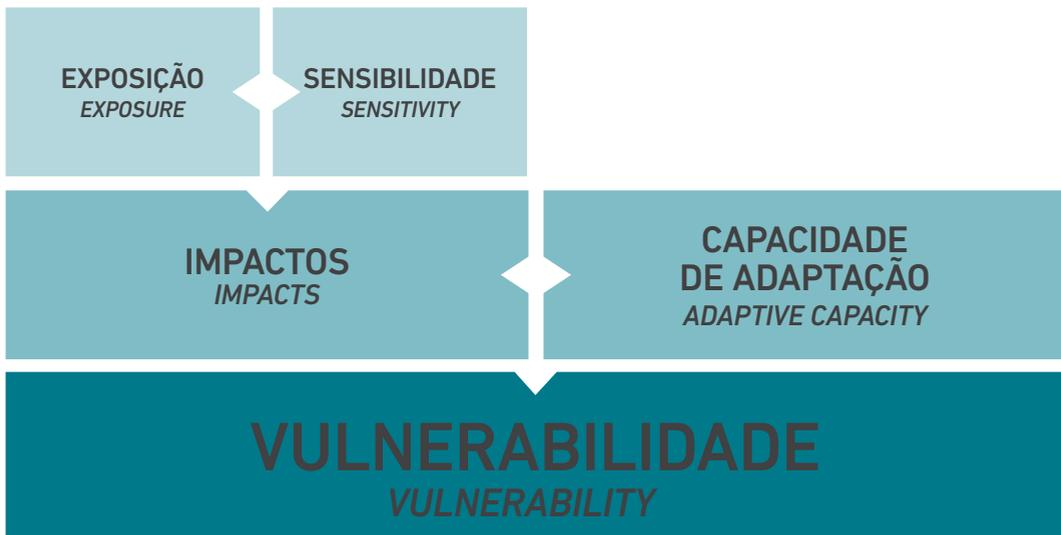 EXPOSIÇÃO
EXPOSURE
SENSIBILIDADE
SENSITIVITY
IMPACTOS
IMPACTS
CAPACIDADE
DE ADAPTAÇÃO
ADAPTIVE CAPACITY
VULNERABILIDADE
VULNERABILITY